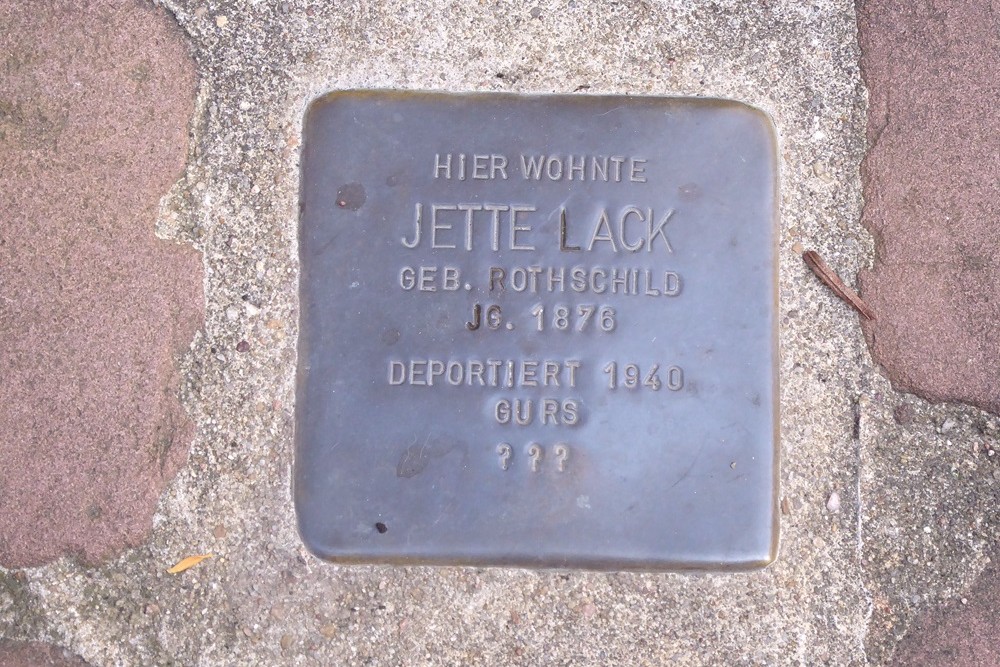 HIER WOHNTE
JETTE LACK
GEB. ROTHSCHILD
JG. 1876
DEPORTIERT 1940
GURS
???